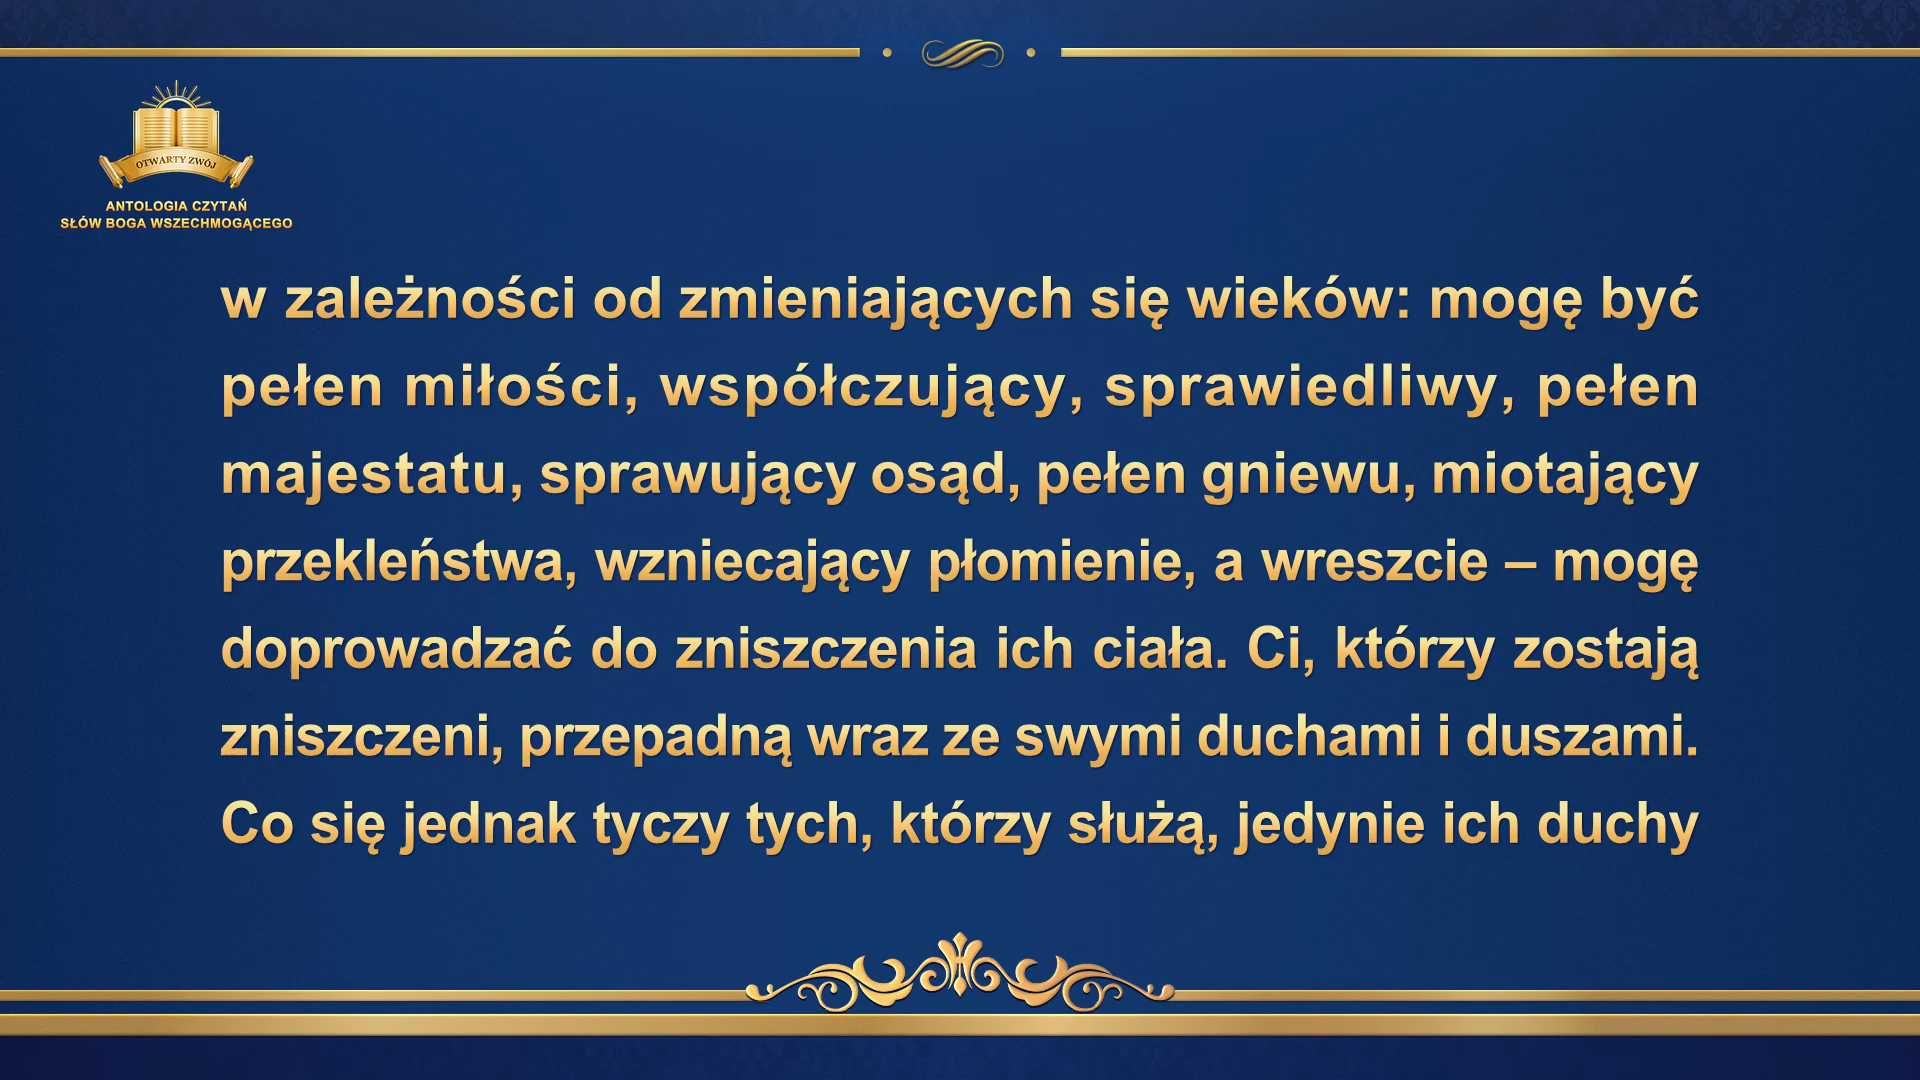 OTWARTY ZWÓJ
ANTOLOGIA CZYTAŃ
SŁÓW BOGA WSZECHMOGĄCEGO
w zależności od zmieniających się wieków: mogę być
pełen miłości, współczujący, sprawiedliwy, pełen
majestatu, sprawujący osąd, pełen gniewu, miotający
przekleństwa, wzniecający płomienie, a wreszcie – mogę
doprowadzać do zniszczenia ich ciała. Ci, którzy zostają
zniszczeni, przepadną wraz ze swymi duchami i duszami.
Co się jednak tyczy tych, którzy służą, jedynie ich duchy